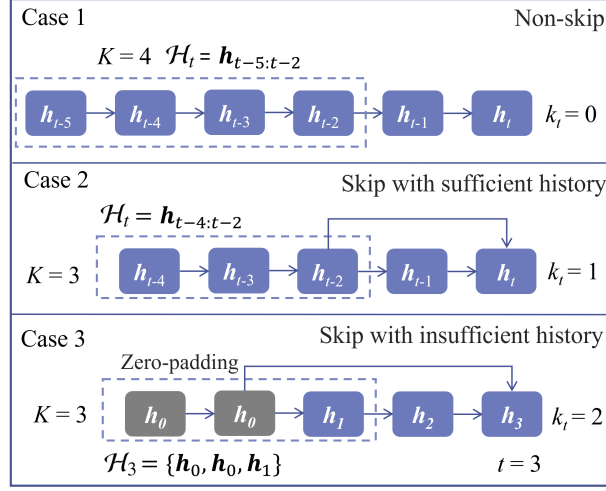 Case 1 Non-skip
K = 4 ℋₜ = hₜ₋₅:ₜ₋₂
hₜ₋₅ hₜ₋₄ hₜ₋₃ hₜ₋₂ hₜ₋₁ hₜ kₜ = 0
Case 2 Skip with sufficient history
ℋₜ = hₜ₋₄:ₜ₋₂
K = 3 hₜ₋₄ hₜ₋₃ hₜ₋₂ hₜ₋₁ hₜ kₜ = 1
Case 3 Skip with insufficient history
Zero-padding
K = 3 h₀ h₀ h₁ h₂ h₃ kₜ = 2
ℋ₃ = {h₀, h₀, h₁} t = 3